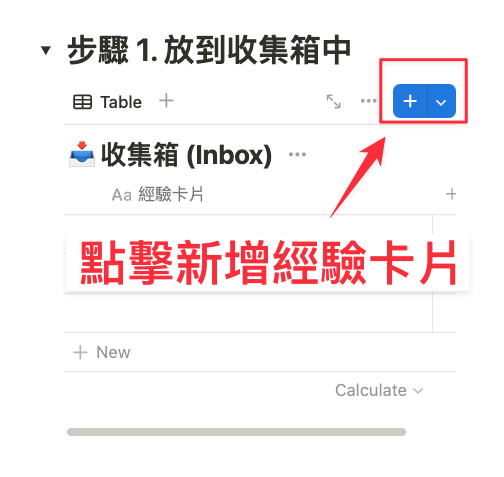 步驟 1. 放到收集箱中
Table
收集箱 (Inbox)
Aa 經驗卡片
點擊新增經驗卡片
New
Calculate